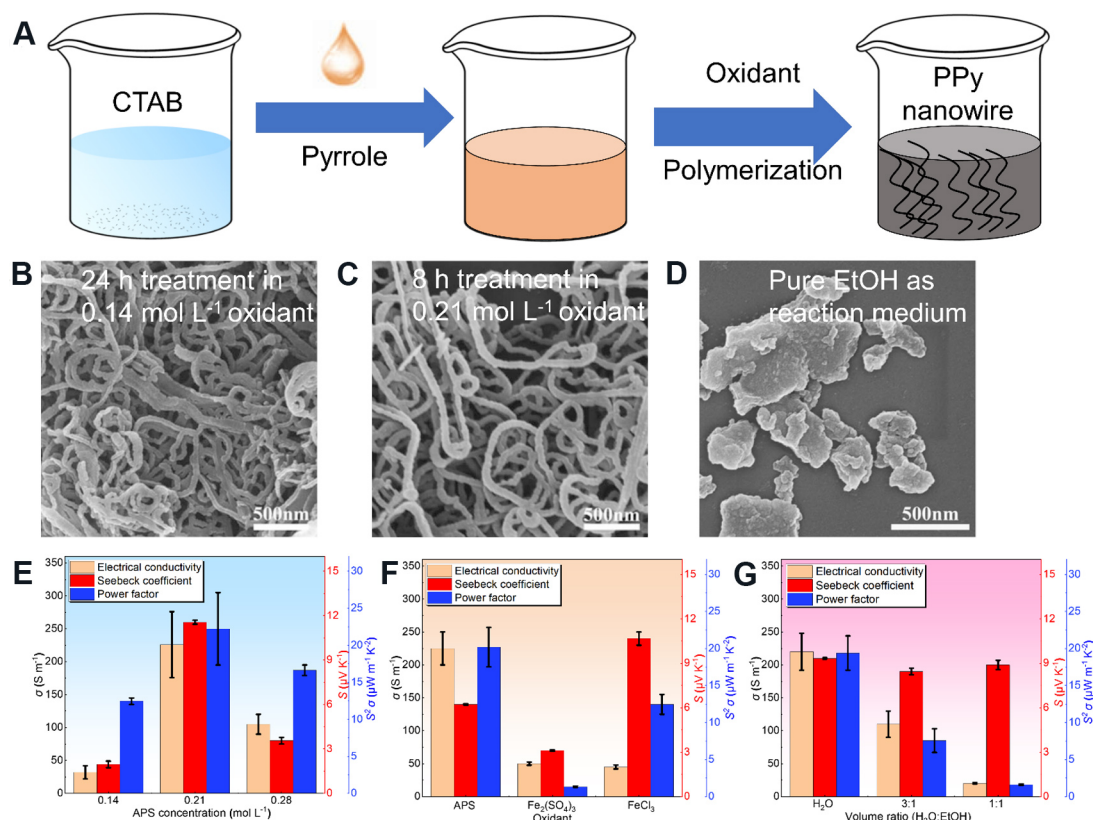 A
CTAB
Pyrrole
Oxidant
Polymerization
PPy
nanowire
B
24 h treatment in
0.14 mol L⁻¹ oxidant
500nm
C
8 h treatment in
0.21 mol L⁻¹ oxidant
500nm
D
Pure EtOH as
reaction medium
500nm
E
Electrical conductivity
Seebeck coefficient
Power factor
350
300
250
200
150
100
50
0
σ (S m⁻¹)
0.14
0.21
0.28
APS concentration (mol L⁻¹)
15
12
9
6
3
0
S (μV K⁻¹)
30
25
20
15
10
5
0
S² σ (μW m⁻¹ K⁻²)
F
Electrical conductivity
Seebeck coefficient
Power factor
350
300
250
200
150
100
50
0
σ (S m⁻¹)
APS
Fe₂(SO₄)₃
FeCl₃
Oxidant
15
12
9
6
3
0
S (μV K⁻¹)
30
25
20
15
10
5
0
S² σ (μW m⁻¹ K⁻²)
G
Electrical conductivity
Seebeck coefficient
Power factor
350
300
250
200
150
100
50
0
σ (S m⁻¹)
H₂O
3:1
1:1
Volume ratio (H₂O:EtOH)
15
12
9
6
3
0
S (μV K⁻¹)
30
25
20
15
10
5
0
S² σ (μW m⁻¹ K⁻²)